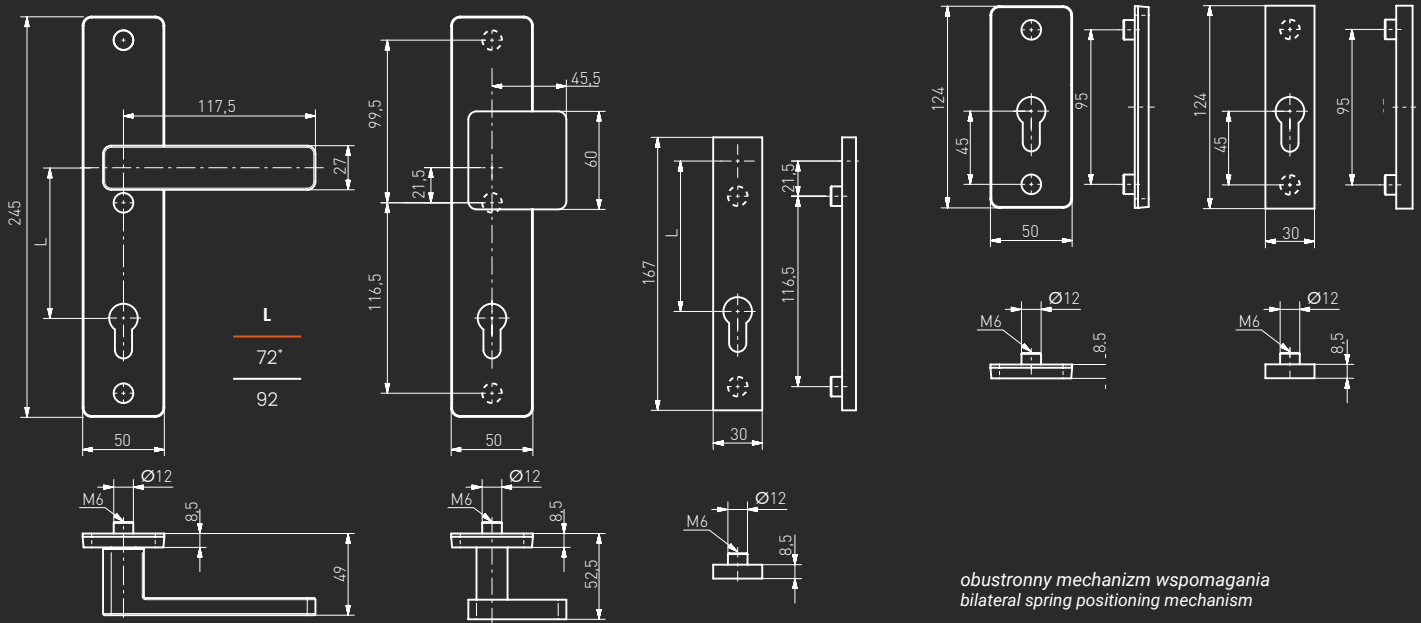 245
117,5
27
L
50
L
72*
92
99,5
21,5
116,5
45,5
60
50
167
L
30
21,5
116,5
124
45
50
95
124
45
30
95
M6
Ø12
8,5
49
M6
Ø12
8,5
52,5
M6
Ø12
8,5
M6
Ø12
8,5
M6
Ø12
8,5
obustronny mechanizm wspomagania
bilateral spring positioning mechanism